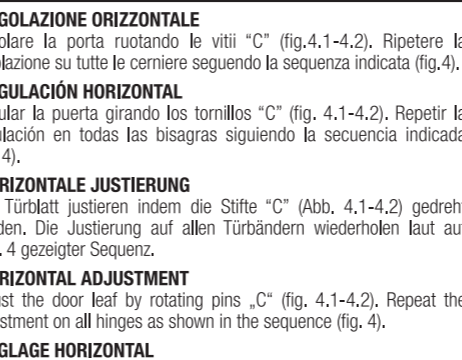 GOLAZIONE ORIZZONTALE
olare la porta ruotando le vitii “C” (fig.4.1-4.2). Ripetere la
olazione su tutte le cerniere seguendo la sequenza indicata (fig.4).
GULACIÓN HORIZONTAL
ular la puerta girando los tornillos “C” (fig. 4.1-4.2). Repetir la
ulación en todas las bisagras siguiendo la secuencia indicada
4).
RIZONTALE JUSTIERUNG
Türblatt justieren indem die Stifte “C” (Abb. 4.1-4.2) gedreht
den. Die Justierung auf allen Türbändern wiederholen laut auf
. 4 gezeigter Sequenz.
RIZONTAL ADJUSTMENT
ust the door leaf by rotating pins „C“ (fig. 4.1-4.2). Repeat the
stment on all hinges as shown in the sequence (fig. 4).
GLAGE HORIZONTAL